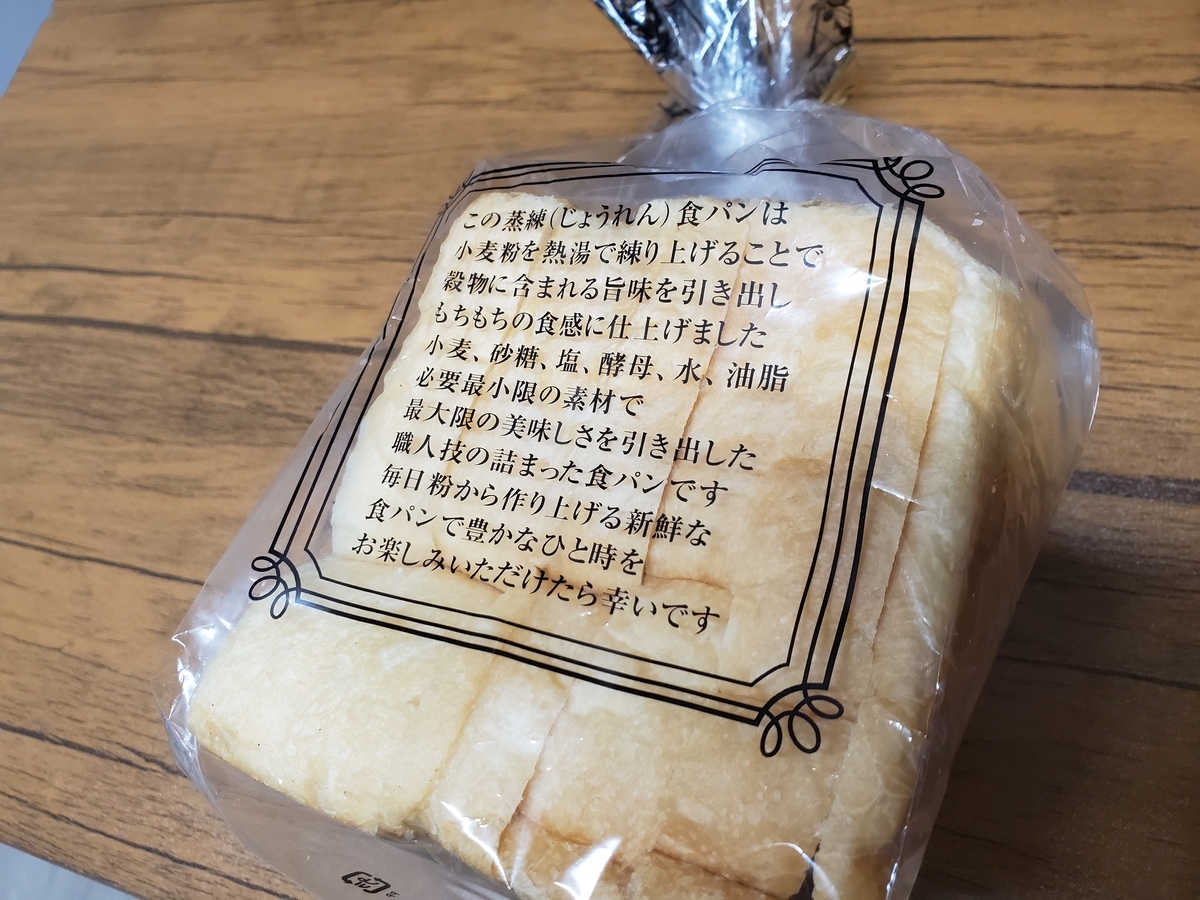 この蒸練(じょうれん)食パンは
小麦粉を熱湯で練り上げることで
穀物に含まれる旨味を引き出し
もちもちの食感に仕上げました
小麦、砂糖、塩、酵母、水、油脂
必要最小限の素材で
最大限の美味しさを引き出した
職人技の詰まった食パンです
毎日粉から作り上げる新鮮な
食パンで豊かなひと時を
お楽しみいただけたら幸いです